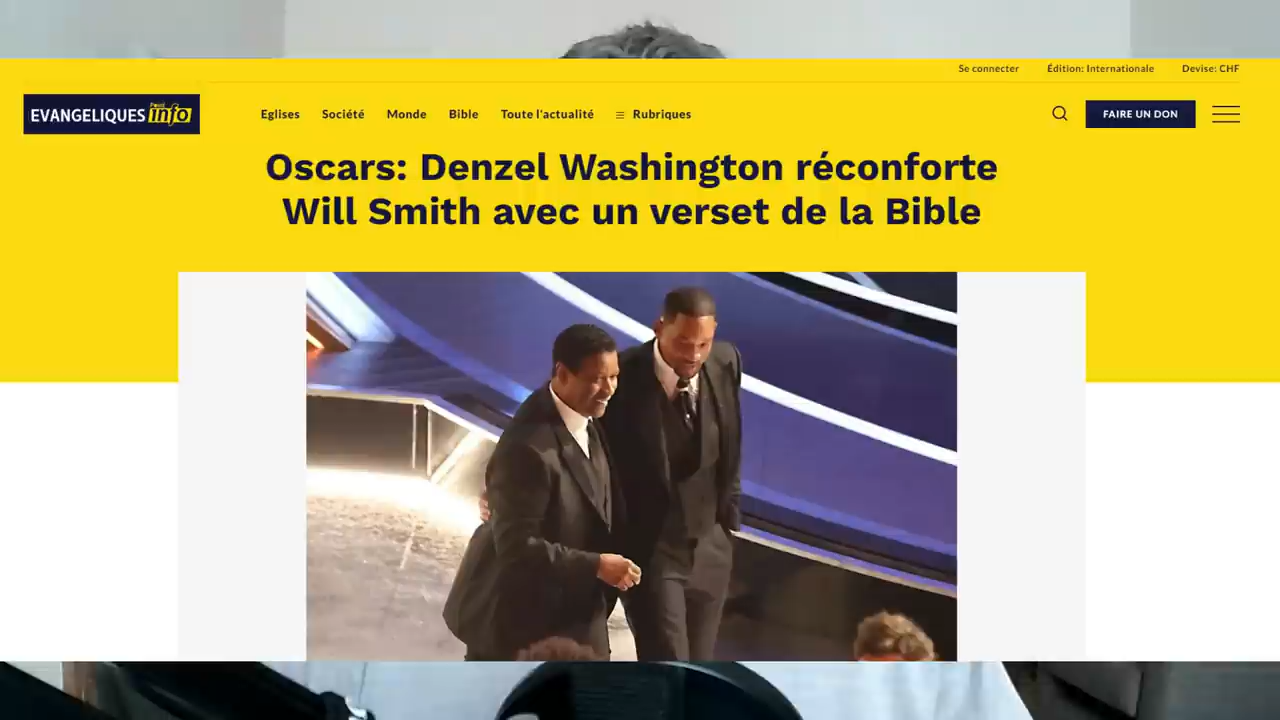 Se connecter Édition: Internationale Devise: CHF
EVANGELIQUES Point info Eglises Société Monde Bible Toute l'actualité Rubriques FAIRE UN DON
Oscars: Denzel Washington réconforte
Will Smith avec un verset de la Bible